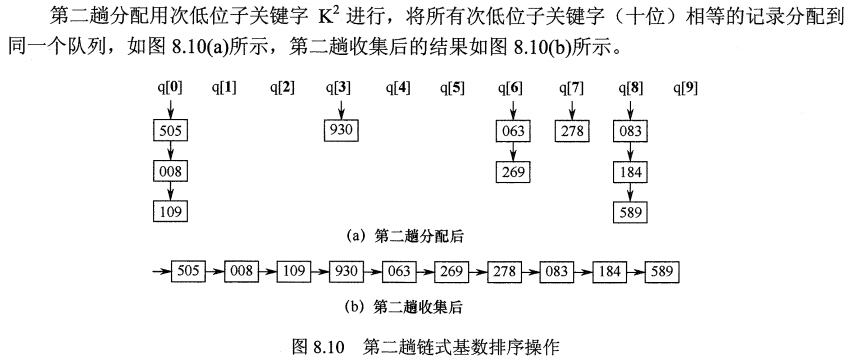 第二趟分配用次低位子关键字 K² 进行，将所有次低位子关键字（十位）相等的记录分配到
同一个队列，如图 8.10(a)所示，第二趟收集后的结果如图 8.10(b)所示。
q[0] q[1] q[2] q[3] q[4] q[5] q[6] q[7] q[8] q[9]
505 930 063 278 083
008 269 184
109 589
(a) 第二趟分配后
505 008 109 930 063 269 278 083 184 589
(b) 第二趟收集后
图 8.10 第二趟链式基数排序操作